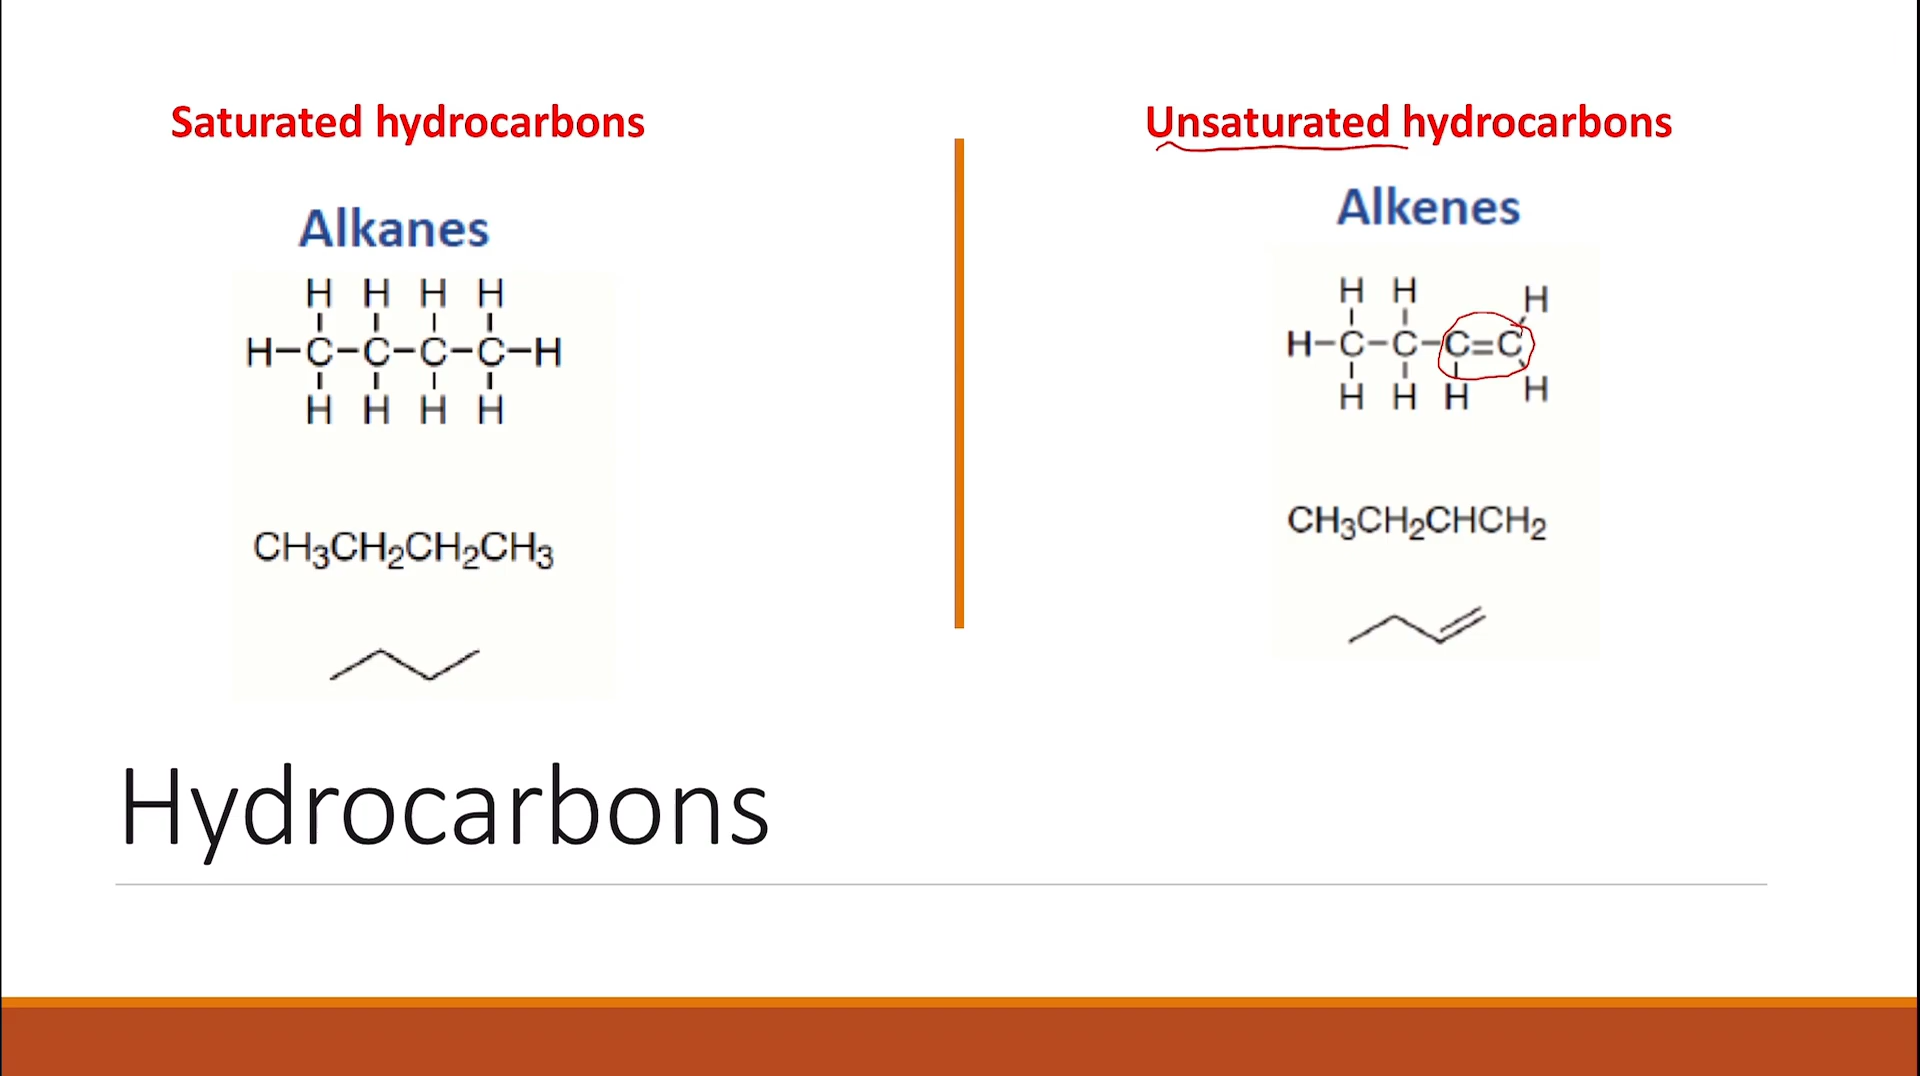 Saturated hydrocarbons
Alkanes
H H H H
H-C-C-C-C-H
H H H H
CH₃CH₂CH₂CH₃
Unsaturated hydrocarbons
Alkenes
H H H
H-C-C-C=C
H H H H
CH₃CH₂CHCH₂
Hydrocarbons